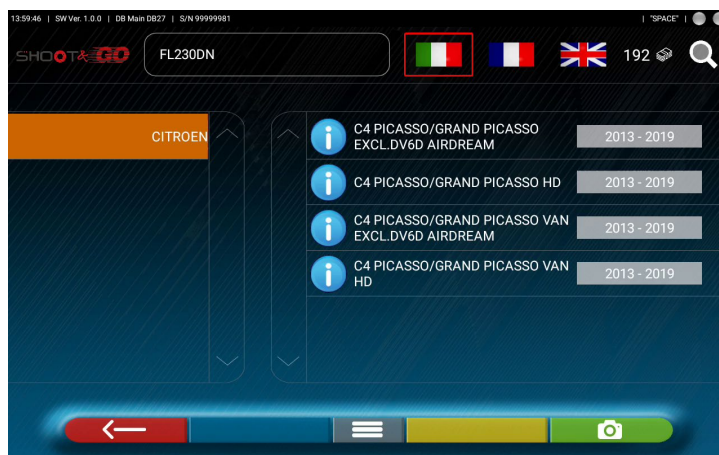 13:59:46 | SW Ver. 1.0.0 | DB Main DB27 | S/N 99999981 | "SPACE" |
SHOOT&GO FL230DN 192
CITROEN
C4 PICASSO/GRAND PICASSO
EXCL.DV6D AIRDREAM
2013 - 2019
C4 PICASSO/GRAND PICASSO HD 2013 - 2019
C4 PICASSO/GRAND PICASSO VAN
EXCL.DV6D AIRDREAM
2013 - 2019
C4 PICASSO/GRAND PICASSO VAN
HD
2013 - 2019